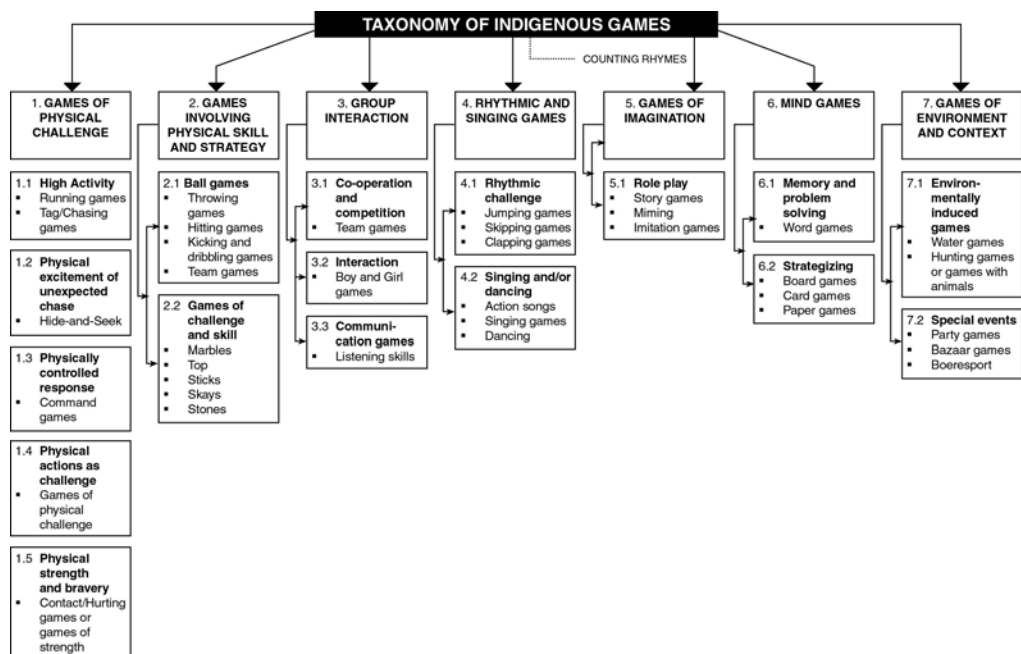 TAXONOMY OF INDIGENOUS GAMES
COUNTING RHYMES
1. GAMES OF
PHYSICAL
CHALLENGE
1.1 High Activity
▪ Running games
▪ Tag/Chasing
games
1.2 Physical
excitement of
unexpected
chase
▪ Hide-and-Seek
1.3 Physically
controlled
response
▪ Command
games
1.4 Physical
actions as
challenge
▪ Games of
physical
challenge
1.5 Physical
strength
and bravery
▪ Contact/Hurting
games or
games of
strength
2. GAMES
INVOLVING
PHYSICAL SKILL
AND STRATEGY
2.1 Ball games
▪ Throwing
games
▪ Hitting games
▪ Kicking and
dribbling games
▪ Team games
2.2 Games of
challenge
and skill
▪ Marbles
▪ Top
▪ Sticks
▪ Skays
▪ Stones
3. GROUP
INTERACTION
3.1 Co-operation
and
competition
▪ Team games
3.2 Interaction
▪ Boy and Girl
games
3.3 Communi-
cation games
▪ Listening skills
4. RHYTHMIC AND
SINGING GAMES
4.1 Rhythmic
challenge
▪ Jumping games
▪ Skipping games
▪ Clapping games
4.2 Singing and/or
dancing
▪ Action songs
▪ Singing games
▪ Dancing
5. GAMES OF
IMAGINATION
5.1 Role play
▪ Story games
▪ Miming
▪ Imitation games
6. MIND GAMES
6.1 Memory and
problem
solving
▪ Word games
6.2 Strategizing
▪ Board games
▪ Card games
▪ Paper games
7. GAMES OF
ENVIRONMENT
AND CONTEXT
7.1 Environ-
mentally
induced
games
▪ Water games
▪ Hunting games
or games with
animals
7.2 Special events
▪ Party games
▪ Bazaar games
▪ Boeresport